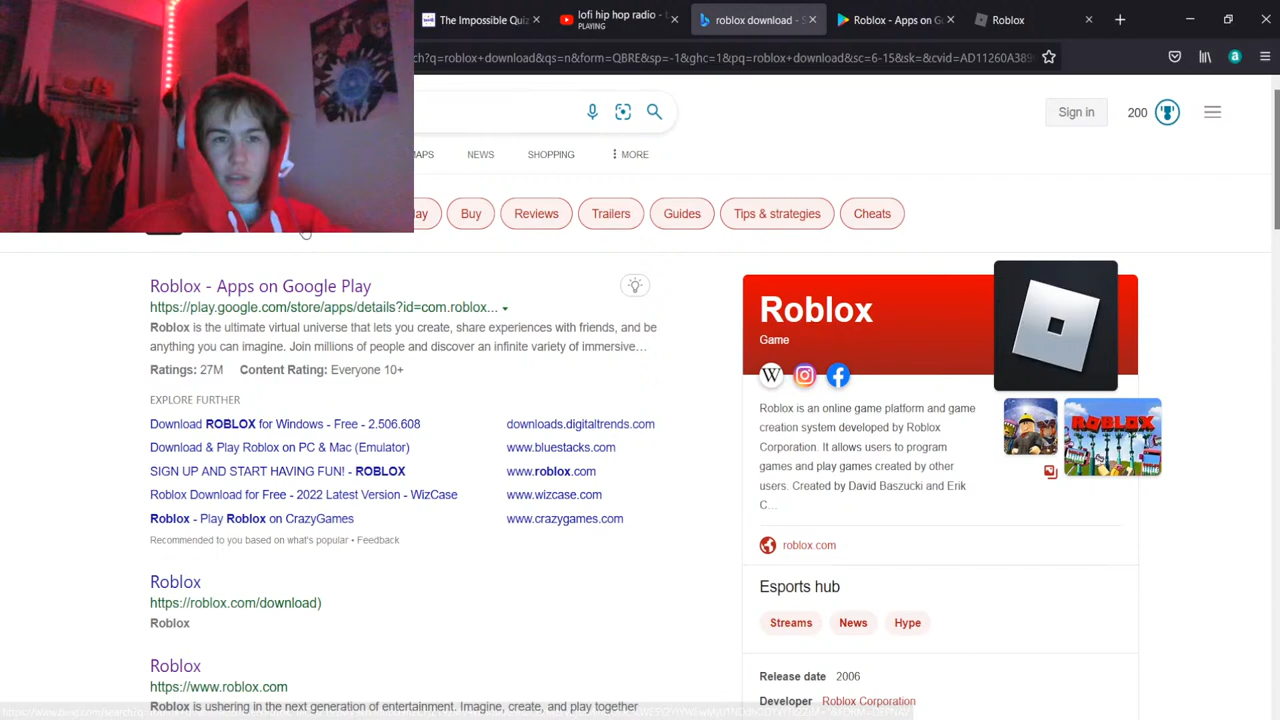 The Impossible Quiz
lofi hip hop radio - b
PLAYING
roblox download - S
Roblox - Apps on Go
Roblox
ch?q=roblox+download&qs=n&form=QBRE&sp=-1&ghc=1&pq=roblox+download&sc=6-15&sk=&cvid=AD11260A389
Sign in
200
MAPS
NEWS
SHOPPING
MORE
lay
Buy
Reviews
Trailers
Guides
Tips & strategies
Cheats
Roblox - Apps on Google Play
https://play.google.com/store/apps/details?id=com.roblox...
Roblox is the ultimate virtual universe that lets you create, share experiences with friends, and be
anything you can imagine. Join millions of people and discover an infinite variety of immersive...
Ratings: 27M Content Rating: Everyone 10+
EXPLORE FURTHER
Download ROBLOX for Windows - Free - 2.506.608 downloads.digitaltrends.com
Download & Play Roblox on PC & Mac (Emulator) www.bluestacks.com
SIGN UP AND START HAVING FUN! - ROBLOX www.roblox.com
Roblox Download for Free - 2022 Latest Version - WizCase www.wizcase.com
Roblox - Play Roblox on CrazyGames www.crazygames.com
Recommended to you based on what's popular • Feedback
Roblox
https://roblox.com/download)
Roblox
Roblox
https://www.roblox.com
Roblox is ushering in the next generation of entertainment. Imagine, create, and play together
Roblox
Game
W
Roblox is an online game platform and game
creation system developed by Roblox
Corporation. It allows users to program
games and play games created by other
users. Created by David Baszucki and Erik
C...
ROBLOX
roblox.com
Esports hub
Streams
News
Hype
Release date 2006
Developer Roblox Corporation